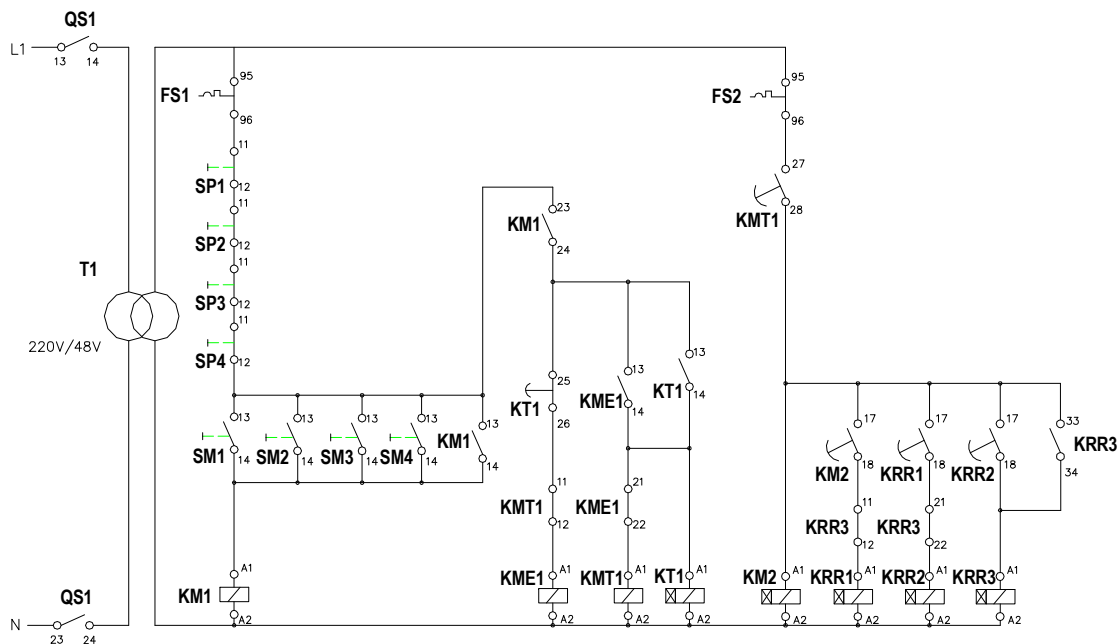 QS1
L1
13 14
95
FS1
96
95
FS2
96
11
SP1
12
11
SP2
12
11
SP3
12
11
SP4
12
27
KMT1
28
23
KM1
24
T1
220V/48V
25
KT1
26
13
KME1
14
13
KT1
14
13
SM1
14
13
SM2
14
13
SM3
14
13
SM4
14
13
KM1
14
17
KM2
18
17
KRR1
18
17
KRR2
18
33
KRR3
34
11
KMT1
12
21
KME1
22
11
KRR3
12
21
KRR3
22
A1
KM1
A2
A1
KME1
A2
A1
KMT1
A2
A1
KT1
A2
A1
KM2
A2
A1
KRR1
A2
A1
KRR2
A2
A1
KRR3
A2
QS1
N
23 24